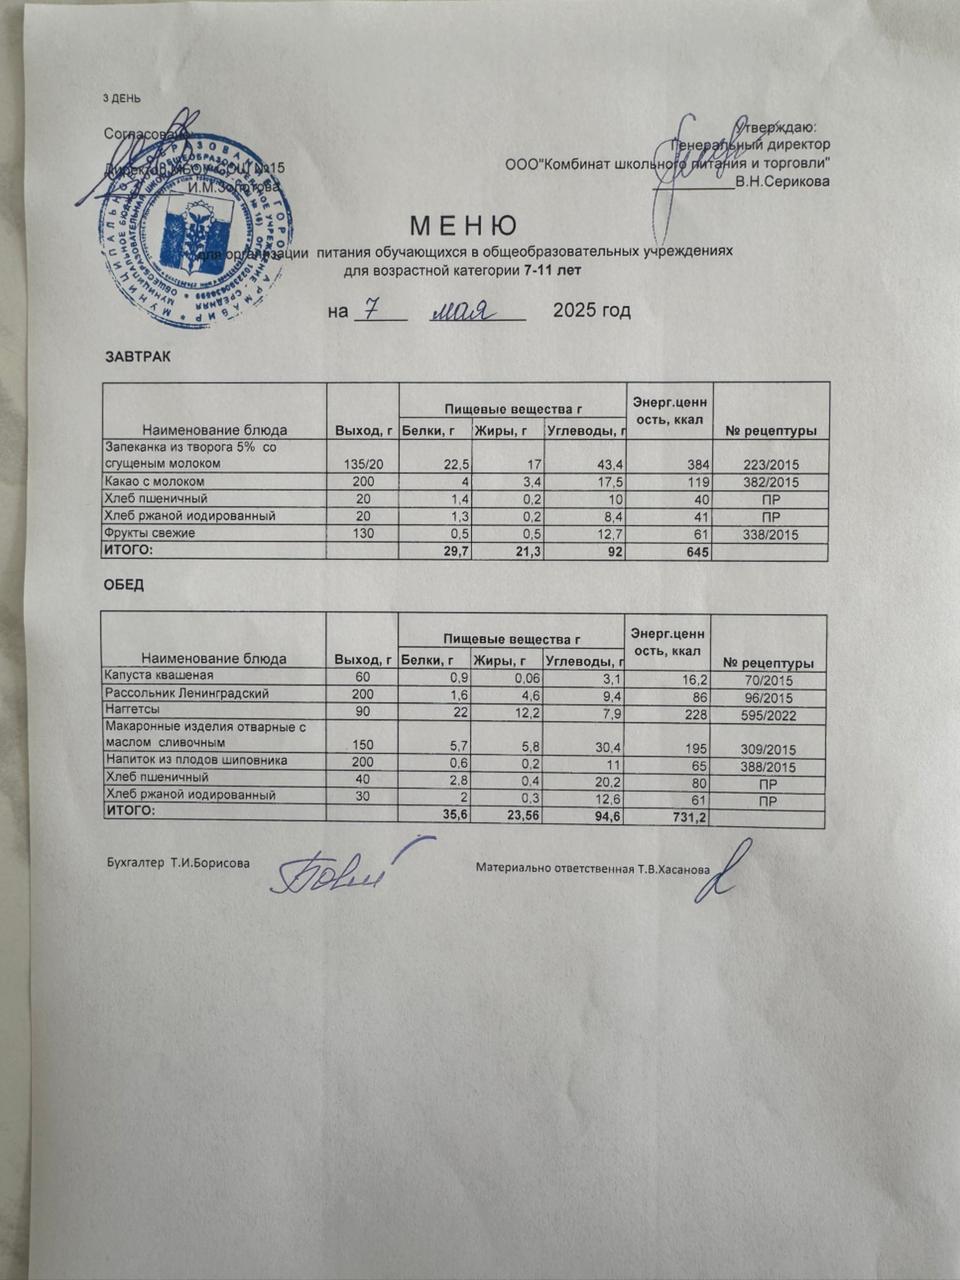 3 ДЕНЬ
Согласовано:
Утверждаю:
Генеральный директор
Директор МБОУ СОШ №15
ООО"Комбинат школьного питания и торговли"
И.М.Золотова
В.Н.Серикова
МЕНЮ
для организации питания обучающихся в общеобразовательных учреждениях
для возрастной категории 7-11 лет
на 7 мая 2025 год
ЗАВТРАК
Наименование блюда Выход, г Пищевые вещества г Белки, г Жиры, г Углеводы, г Энерг.ценность, ккал № рецептуры
Запеканка из творога 5% со
сгущеным молоком 135/20 22,5 17 43,4 384 223/2015
Какао с молоком 200 4 3,4 17,5 119 382/2015
Хлеб пшеничный 20 1,4 0,2 10 40 ПР
Хлеб ржаной иодированный 20 1,3 0,2 8,4 41 ПР
Фрукты свежие 130 0,5 0,5 12,7 61 338/2015
ИТОГО: 29,7 21,3 92 645
ОБЕД
Наименование блюда Выход, г Пищевые вещества г Белки, г Жиры, г Углеводы, г Энерг.ценность, ккал № рецептуры
Капуста квашеная 60 0,9 0,06 3,1 16,2 70/2015
Рассольник Ленинградский 200 1,6 4,6 9,4 86 96/2015
Наггетсы 90 22 12,2 7,9 228 595/2022
Макаронные изделия отварные с
маслом сливочным 150 5,7 5,8 30,4 195 309/2015
Напиток из плодов шиповника 200 0,6 0,2 11 65 388/2015
Хлеб пшеничный 40 2,8 0,4 20,2 80 ПР
Хлеб ржаной иодированный 30 2 0,3 12,6 61 ПР
ИТОГО: 35,6 23,56 94,6 731,2
Бухгалтер Т.И.Борисова
Материально ответственная Т.В.Хасанова